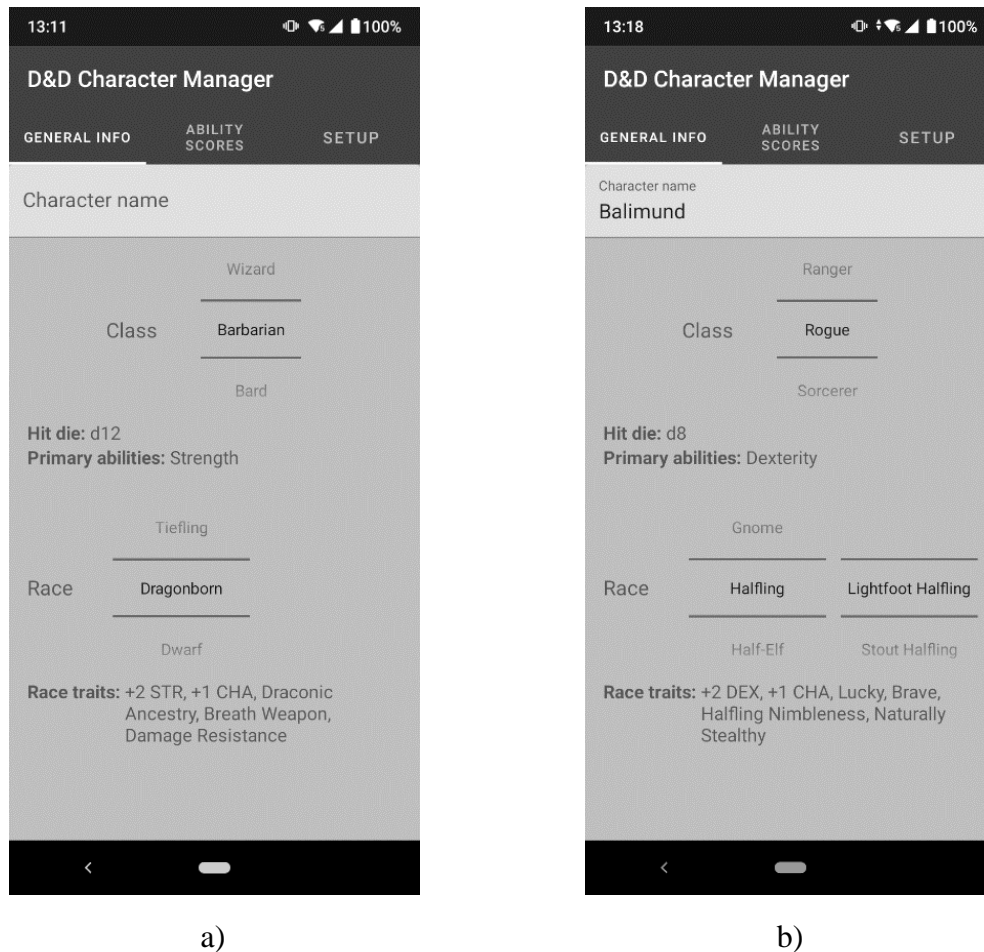 13:11
100%
D&D Character Manager
GENERAL INFO
ABILITY
SCORES
SETUP
Character name
Wizard
Class
Barbarian
Bard
Hit die: d12
Primary abilities: Strength
Tiefling
Race
Dragonborn
Dwarf
Race traits: +2 STR, +1 CHA, Draconic
Ancestry, Breath Weapon,
Damage Resistance
a)
13:18
100%
D&D Character Manager
GENERAL INFO
ABILITY
SCORES
SETUP
Character name
Balimund
Ranger
Class
Rogue
Sorcerer
Hit die: d8
Primary abilities: Dexterity
Gnome
Race
Halfling
Lightfoot Halfling
Half-Elf
Stout Halfling
Race traits: +2 DEX, +1 CHA, Lucky, Brave,
Halfling Nimbleness, Naturally
Stealthy
b)